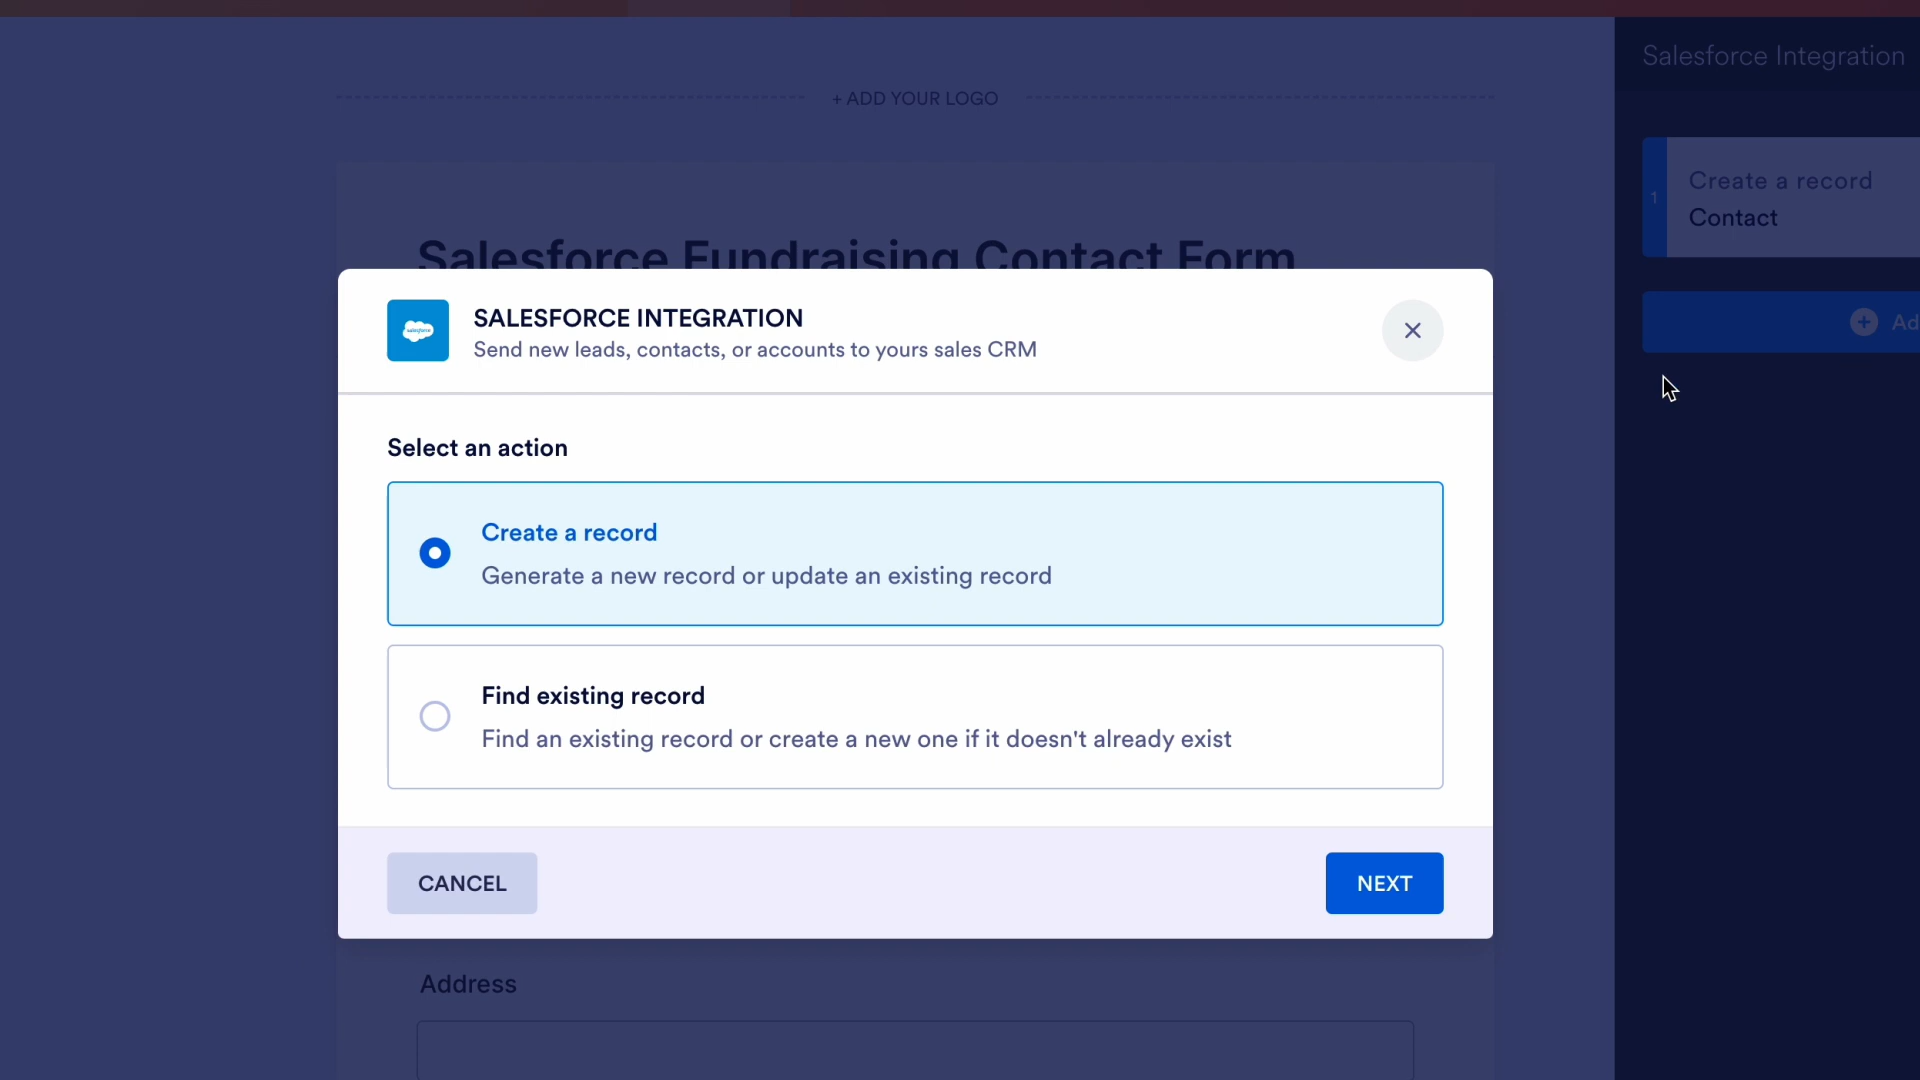 Salesforce Integration
+ ADD YOUR LOGO
1
Create a record
Contact
Salesforce Fundraising Contact Form
salesforce
SALESFORCE INTEGRATION
Send new leads, contacts, or accounts to yours sales CRM
Select an action
Create a record
Generate a new record or update an existing record
Find existing record
Find an existing record or create a new one if it doesn't already exist
CANCEL
NEXT
Address